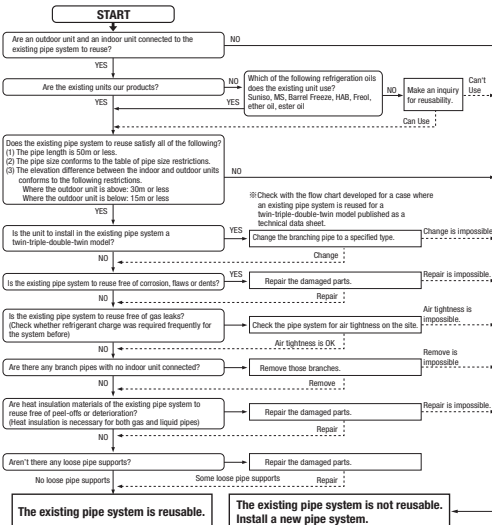 START
Are an outdoor unit and an indoor unit connected to the
existing pipe system to reuse?
NO
YES
Are the existing units our products?
NO
Which of the following refrigeration oils
does the existing unit use?
Suniso, MS, Barrel Freeze, HAB, Freol,
ether oil, ester oil
NO
Make an inquiry
for reusability.
Can't
Use
YES
YES
Can Use
Does the existing pipe system to reuse satisfy all of the following?
(1) The pipe length is 50m or less.
(2) The pipe size conforms to the table of pipe size restrictions.
(3) The elevation difference between the indoor and outdoor units
conforms to the following restrictions.
Where the outdoor unit is above: 30m or less
Where the outdoor unit is below: 15m or less
NO
YES
※Check with the flow chart developed for a case where
an existing pipe system is reused for a
twin-triple-double-twin model published as a
technical data sheet.
Is the unit to install in the existing pipe system a
twin-triple-double-twin model?
YES
Change the branching pipe to a specified type.
Change is impossible
Change
NO
Is the existing pipe system to reuse free of corrosion, flaws or dents?
YES
Repair the damaged parts.
Repair is impossible.
Repair
NO
Is the existing pipe system to reuse free of gas leaks?
(Check whether refrigerant charge was required frequently for
the system before)
Check the pipe system for air tightness on the site.
Air tightness is
impossible.
Air tightness is OK
NO
Are there any branch pipes with no indoor unit connected?
Remove those branches.
Remove is
impossible
Remove
NO
Are heat insulation materials of the existing pipe system to
reuse free of peel-offs or deterioration?
(Heat insulation is necessary for both gas and liquid pipes)
Repair the damaged parts.
Repair is impossible.
Repair
NO
Aren't there any loose pipe supports?
Repair the damaged parts.
No loose pipe supports
Some loose pipe supports
Repair
The existing pipe system is reusable.
The existing pipe system is not reusable.
Install a new pipe system.